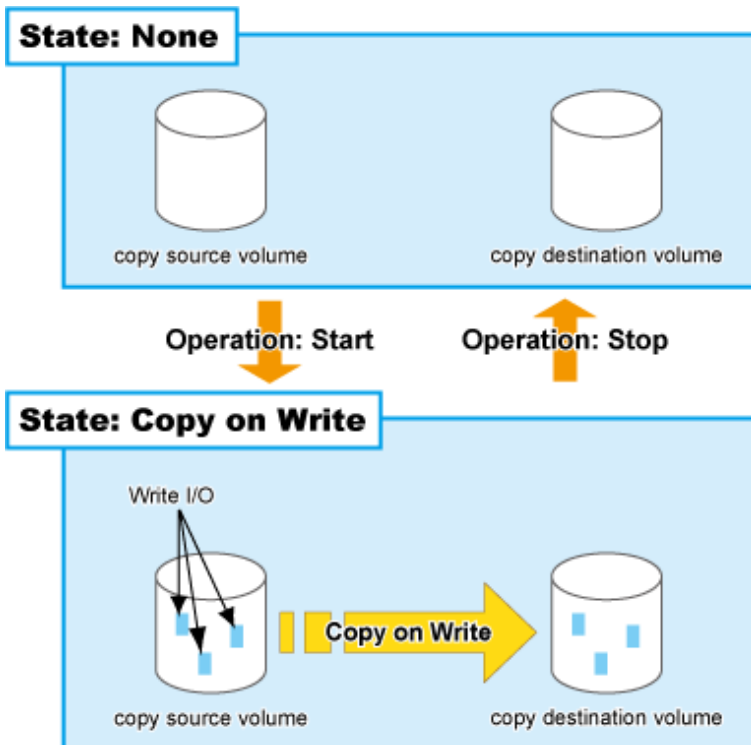 State: None
copy source volume
copy destination volume
Operation: Start
Operation: Stop
State: Copy on Write
Write I/O
Copy on Write
copy source volume
copy destination volume